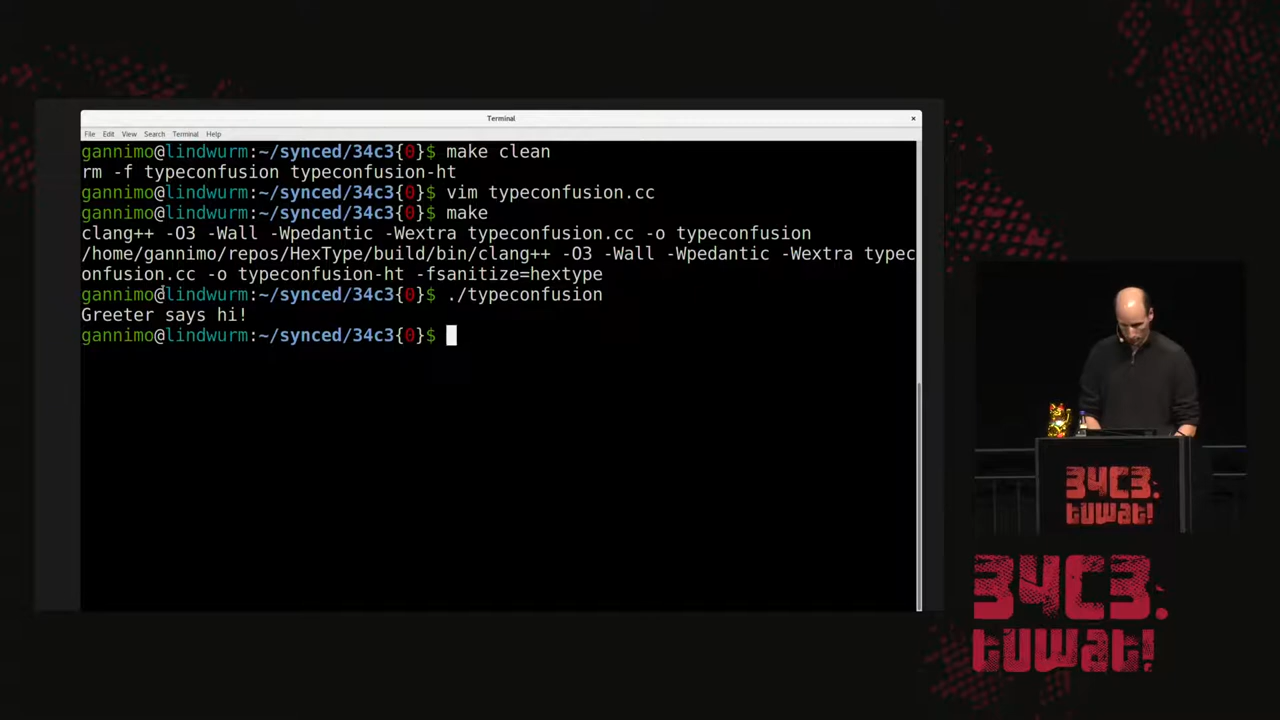 Terminal
×
File Edit View Search Terminal Help
gannimo@lindwurm:~/synced/34c3{0}$ make clean
rm -f typeconfusion typeconfusion-ht
gannimo@lindwurm:~/synced/34c3{0}$ vim typeconfusion.cc
gannimo@lindwurm:~/synced/34c3{0}$ make
clang++ -O3 -Wall -Wpedantic -Wextra typeconfusion.cc -o typeconfusion
/home/gannimo/repos/HexType/build/bin/clang++ -O3 -Wall -Wpedantic -Wextra typec
onfusion.cc -o typeconfusion-ht -fsanitize=hextype
gannimo@lindwurm:~/synced/34c3{0}$ ./typeconfusion
Greeter says hi!
gannimo@lindwurm:~/synced/34c3{0}$
34C3.
tuwat!
34C3.
tuwat!